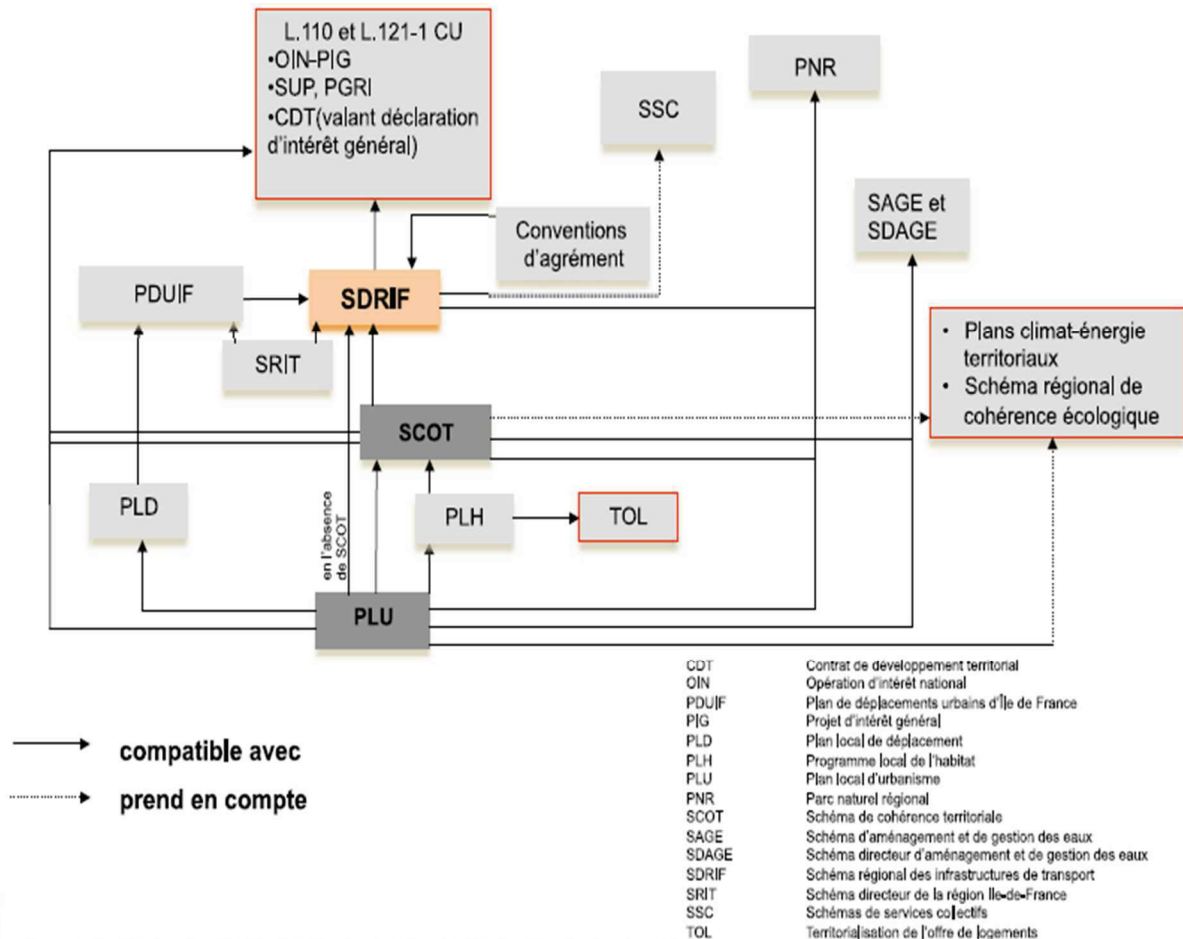 L.110 et L.121-1 CU
•OIN-PIG
•SUP, PGRI
•CDT(valant déclaration
d'intérêt général)
PNR
SSC
SAGE et
SDAGE
Conventions
d'agrément
PDUIF
SDRIF
SRIT
• Plans climat-énergie
territoriaux
• Schéma régional de
cohérence écologique
SCOT
PLD
en l'absence
de SCOT
PLH
TOL
PLU
CDT Contrat de développement territorial
OIN Opération d'intérêt national
PDUIF Plan de déplacements urbains d'Île de France
PIG Projet d'intérêt général
PLD Plan local de déplacement
PLH Programme local de l'habitat
PLU Plan local d'urbanisme
PNR Parc naturel régional
SCOT Schéma de cohérence territoriale
SAGE Schéma d'aménagement et de gestion des eaux
SDAGE Schéma directeur d'aménagement et de gestion des eaux
SDRIF Schéma régional des infrastructures de transport
SRIT Schéma directeur de la région Ile-de-France
SSC Schémas de services collectifs
TOL Territorialisation de l'offre de logements
compatible avec
prend en compte